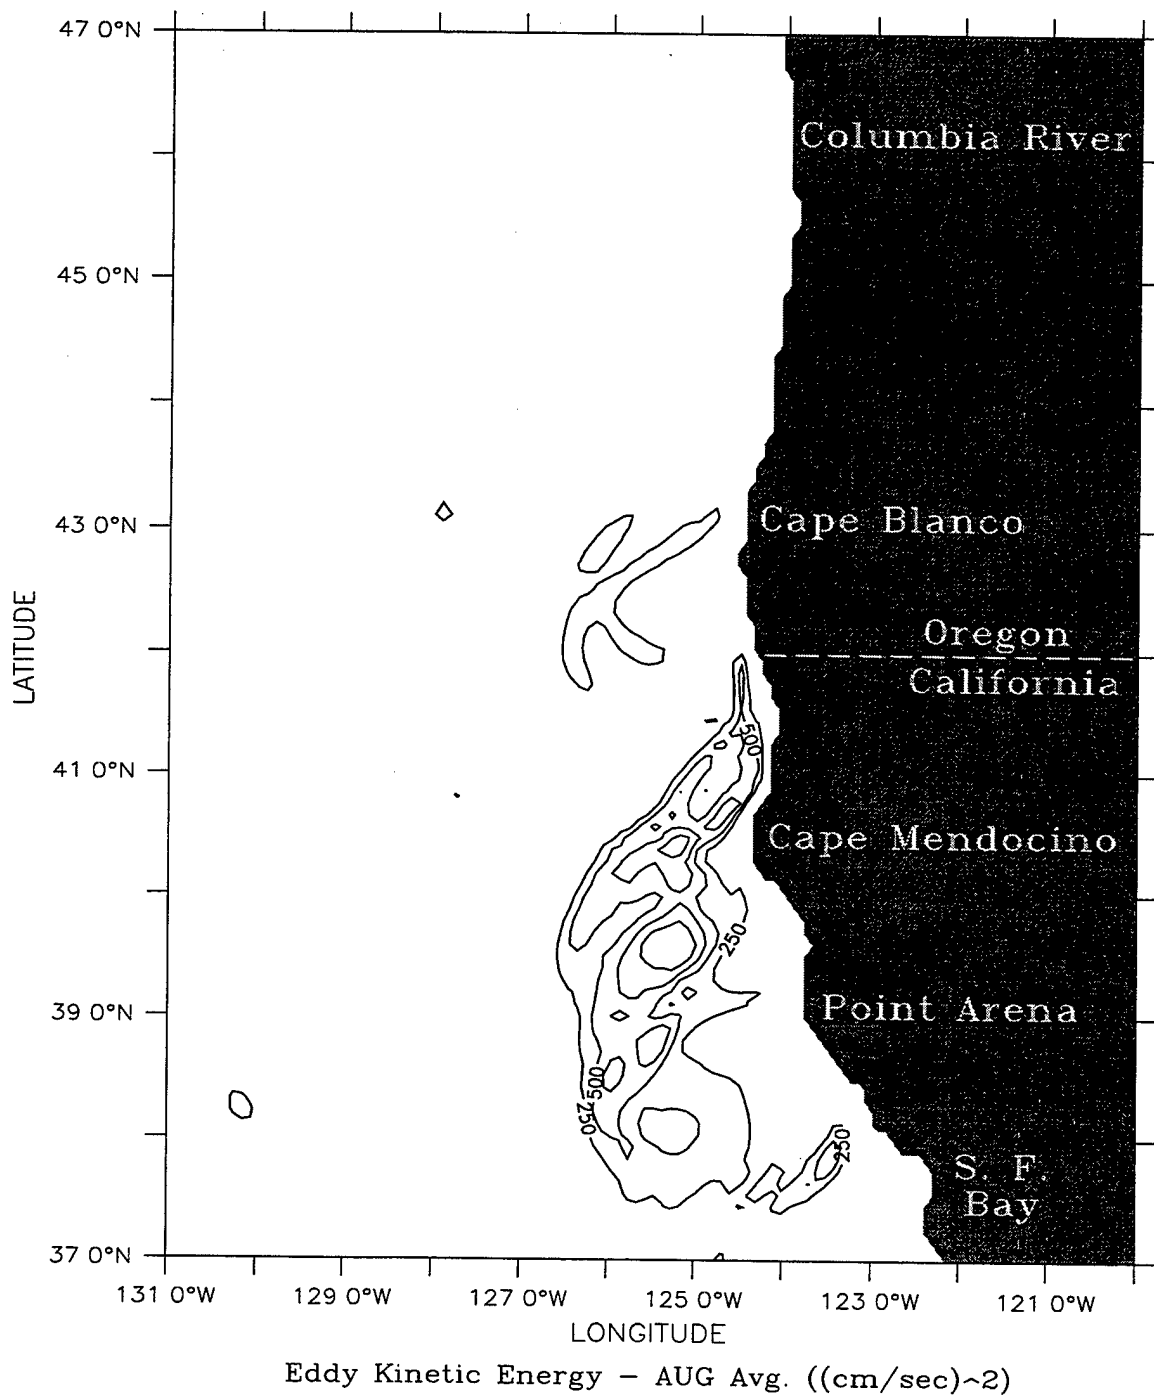 47 0°N
Columbia River
45 0°N
43 0°N
Cape Blanco
Oregon
California
LATITUDE
500
41 0°N
Cape Mendocino
250
39 0°N
Point Arena
500
250
250
S. F.
Bay
37 0°N
131 0°W 129 0°W 127 0°W 125 0°W 123 0°W 121 0°W
LONGITUDE
Eddy Kinetic Energy – AUG Avg. ((cm/sec)^2)